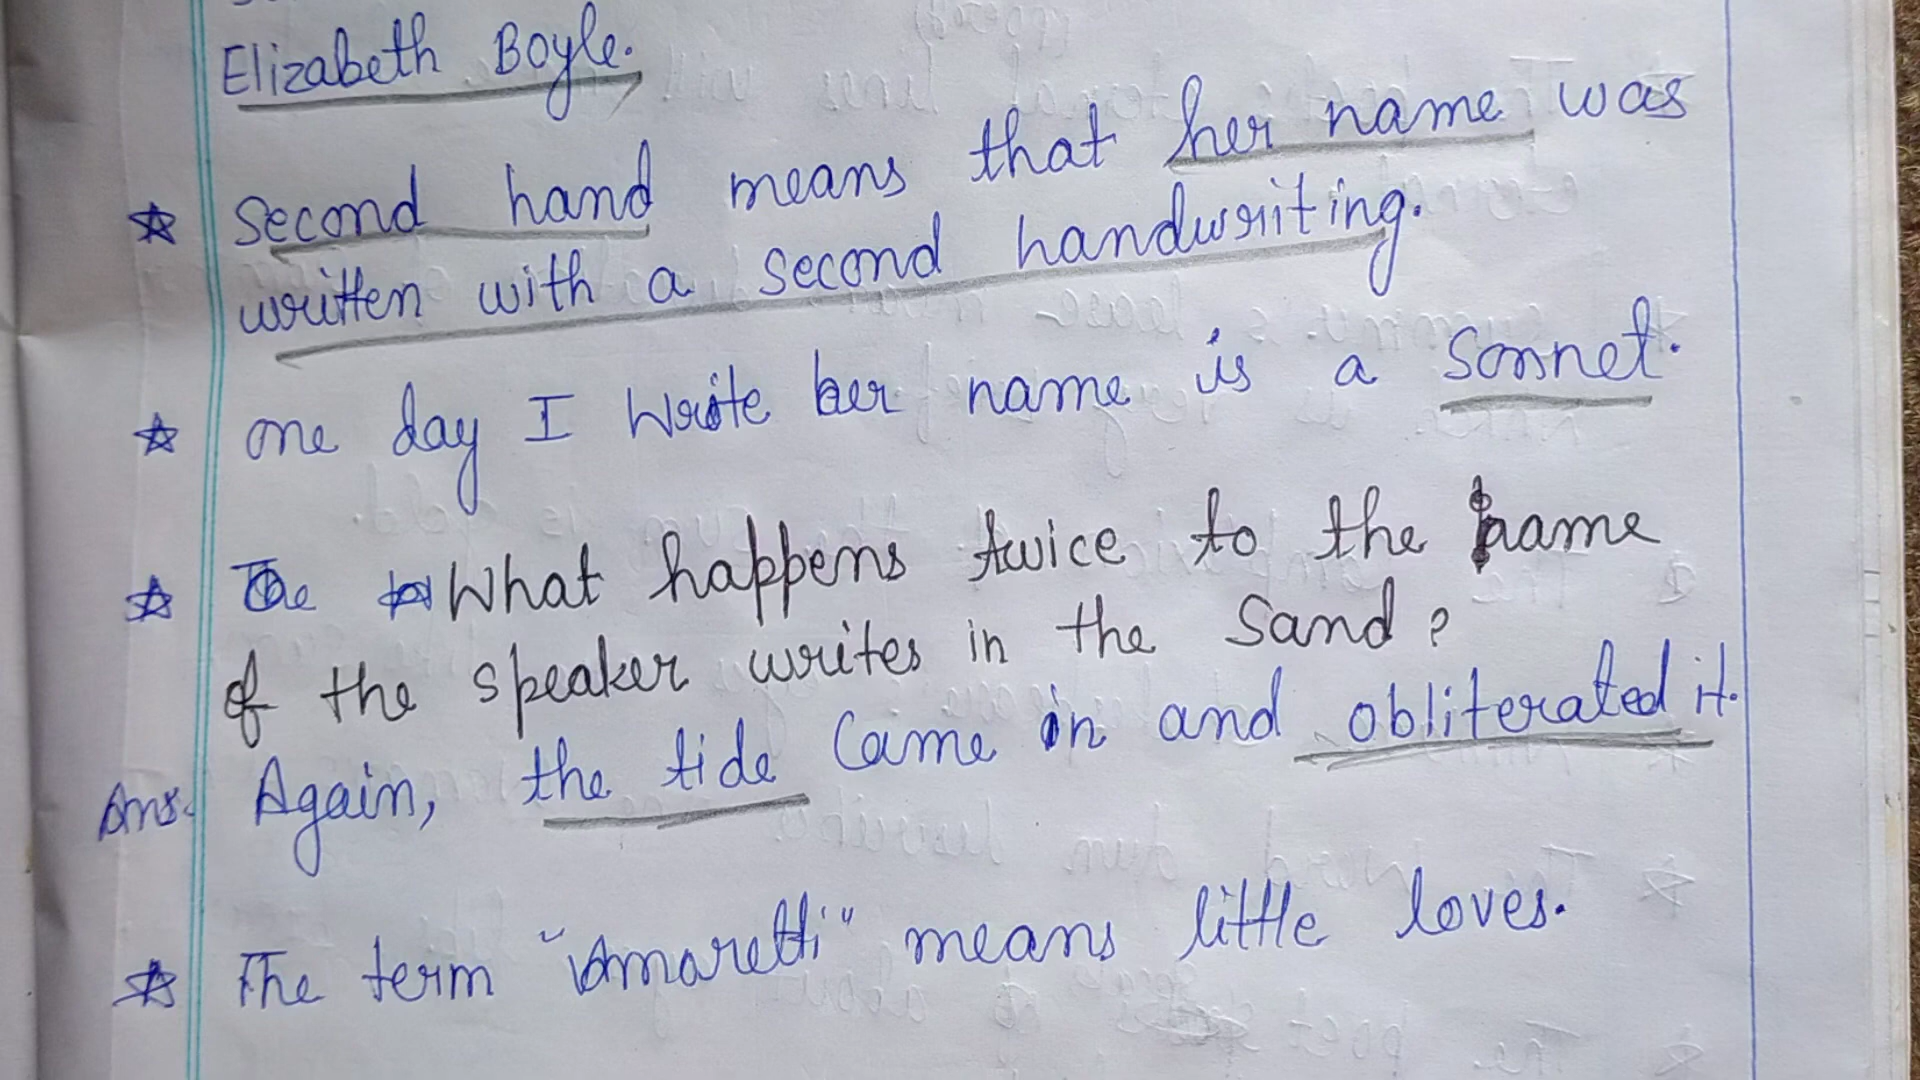 Elizabeth Boyle.
☆ Second hand means that her name was
written with a second handwriting.
☆ one day I Write her name is a Sonnet.
☆ The What happens twice to the name
of the speaker writes in the Sand?
Ans. Again, the tide Came in and obliterated it.
☆ The term "Amoretti" means little loves.